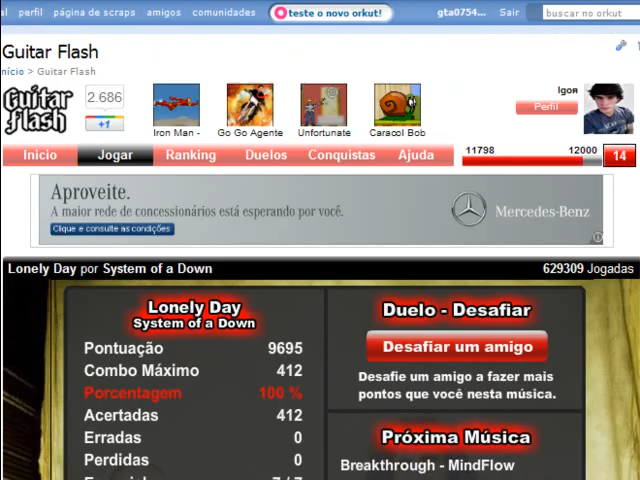 al perfil página de scraps amigos comunidades teste o novo orkut! gta0754... Sair buscar no orkut
Guitar Flash
nício > Guitar Flash
Guitar Flash
2.686
+1
Iron Man - Go Go Agente Unfortunate Caracol Bob
Igor
Perfil
Inicio Jogar Ranking Duelos Conquistas Ajuda
11798 12000 14
Aproveite.
A maior rede de concessionários está esperando por você.
Clique e consulte as condições
Mercedes-Benz
Lonely Day por System of a Down 629309 Jogadas
Lonely Day
System of a Down
Pontuação 9695
Combo Máximo 412
Porcentagem 100 %
Acertadas 412
Erradas 0
Perdidas 0
Duelo - Desafiar
Desafiar um amigo
Desafie um amigo a fazer mais
pontos que você nesta música.
Próxima Música
Breakthrough - MindFlow